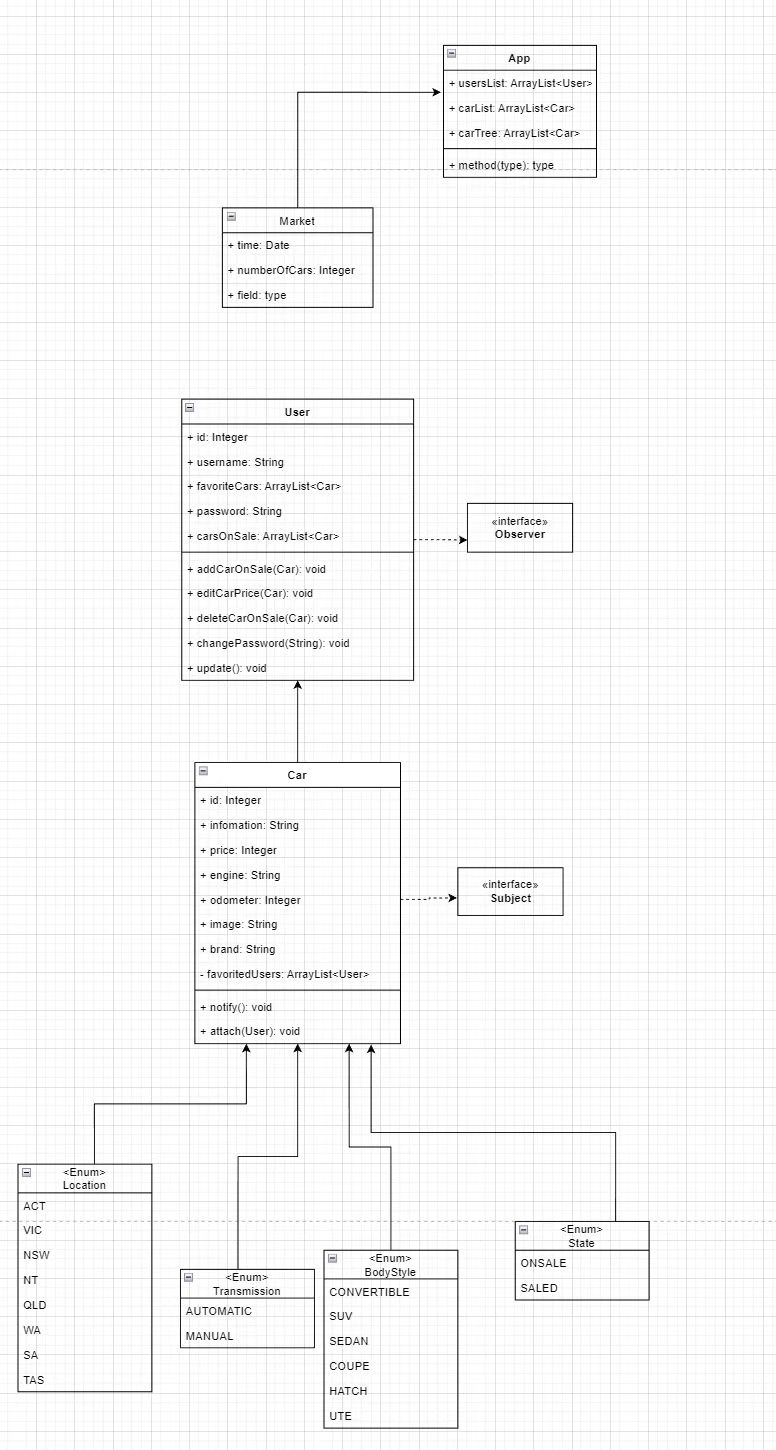 App
+ usersList: ArrayList<User>
+ carList: ArrayList<Car>
+ carTree: ArrayList<Car>
+ method(type): type
Market
+ time: Date
+ numberOfCars: Integer
+ field: type
User
+ id: Integer
+ username: String
+ favoriteCars: ArrayList<Car>
+ password: String
+ carsOnSale: ArrayList<Car>
+ addCarOnSale(Car): void
+ editCarPrice(Car): void
+ deleteCarOnSale(Car): void
+ changePassword(String): void
+ update(): void
«interface»
Observer
Car
+ id: Integer
+ infomation: String
+ price: Integer
+ engine: String
+ odometer: Integer
+ image: String
+ brand: String
- favoritedUsers: ArrayList<User>
+ notify(): void
+ attach(User): void
«interface»
Subject
<Enum>
Location
ACT
VIC
NSW
NT
QLD
WA
SA
TAS
<Enum>
Transmission
AUTOMATIC
MANUAL
<Enum>
BodyStyle
CONVERTIBLE
SUV
SEDAN
COUPE
HATCH
UTE
<Enum>
State
ONSALE
SALED